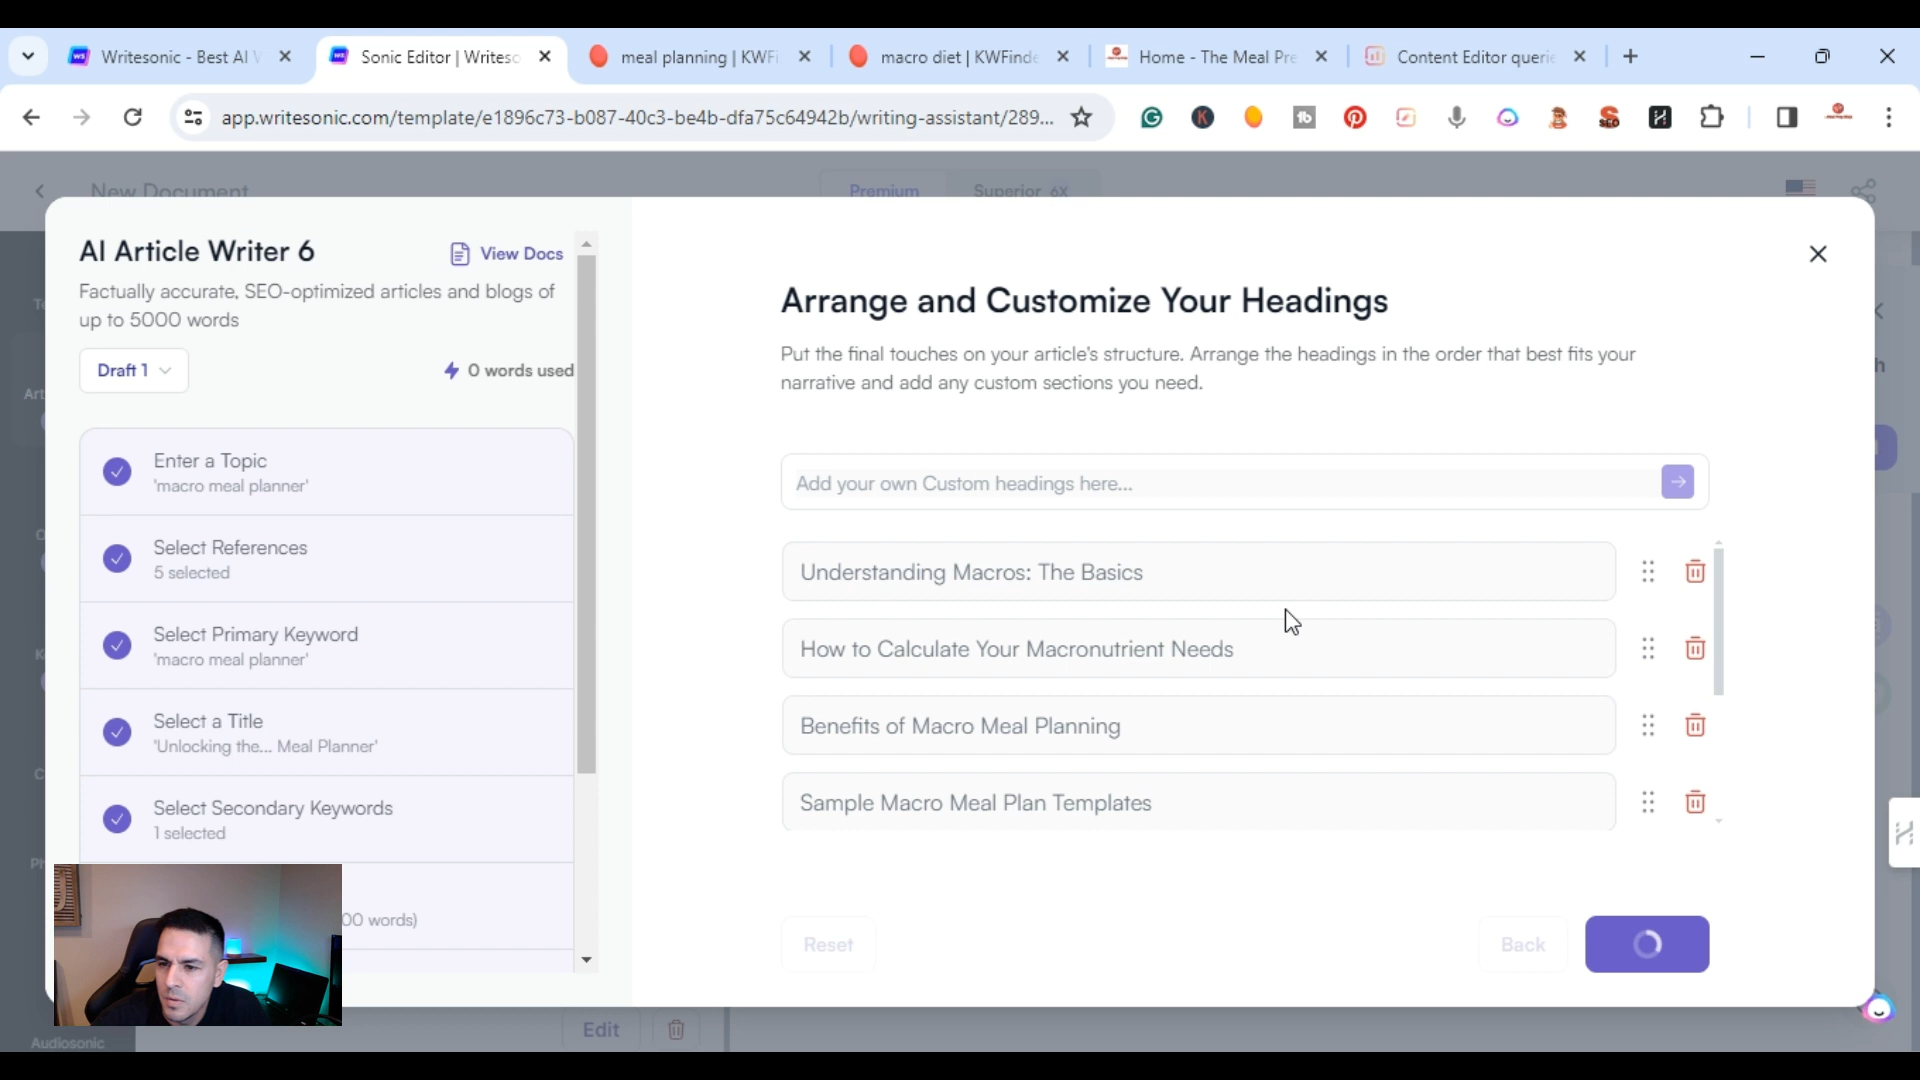 Writesonic - Best AI
Sonic Editor | Writeso
meal planning | KWFi
macro diet | KWFinde
Home - The Meal Pre
Content Editor querie
app.writesonic.com/template/e1896c73-b087-40c3-be4b-dfa75c64942b/writing-assistant/289...
New Document
Premium
Superior 6X
AI Article Writer 6
View Docs
Factually accurate, SEO-optimized articles and blogs of
up to 5000 words
Draft 1
0 words used
Enter a Topic
'macro meal planner'
Select References
5 selected
Select Primary Keyword
'macro meal planner'
Select a Title
'Unlocking the... Meal Planner'
Select Secondary Keywords
1 selected
00 words)
Arrange and Customize Your Headings
Put the final touches on your article's structure. Arrange the headings in the order that best fits your
narrative and add any custom sections you need.
Add your own Custom headings here...
Understanding Macros: The Basics
How to Calculate Your Macronutrient Needs
Benefits of Macro Meal Planning
Sample Macro Meal Plan Templates
Reset
Back
Edit
Audiosonic